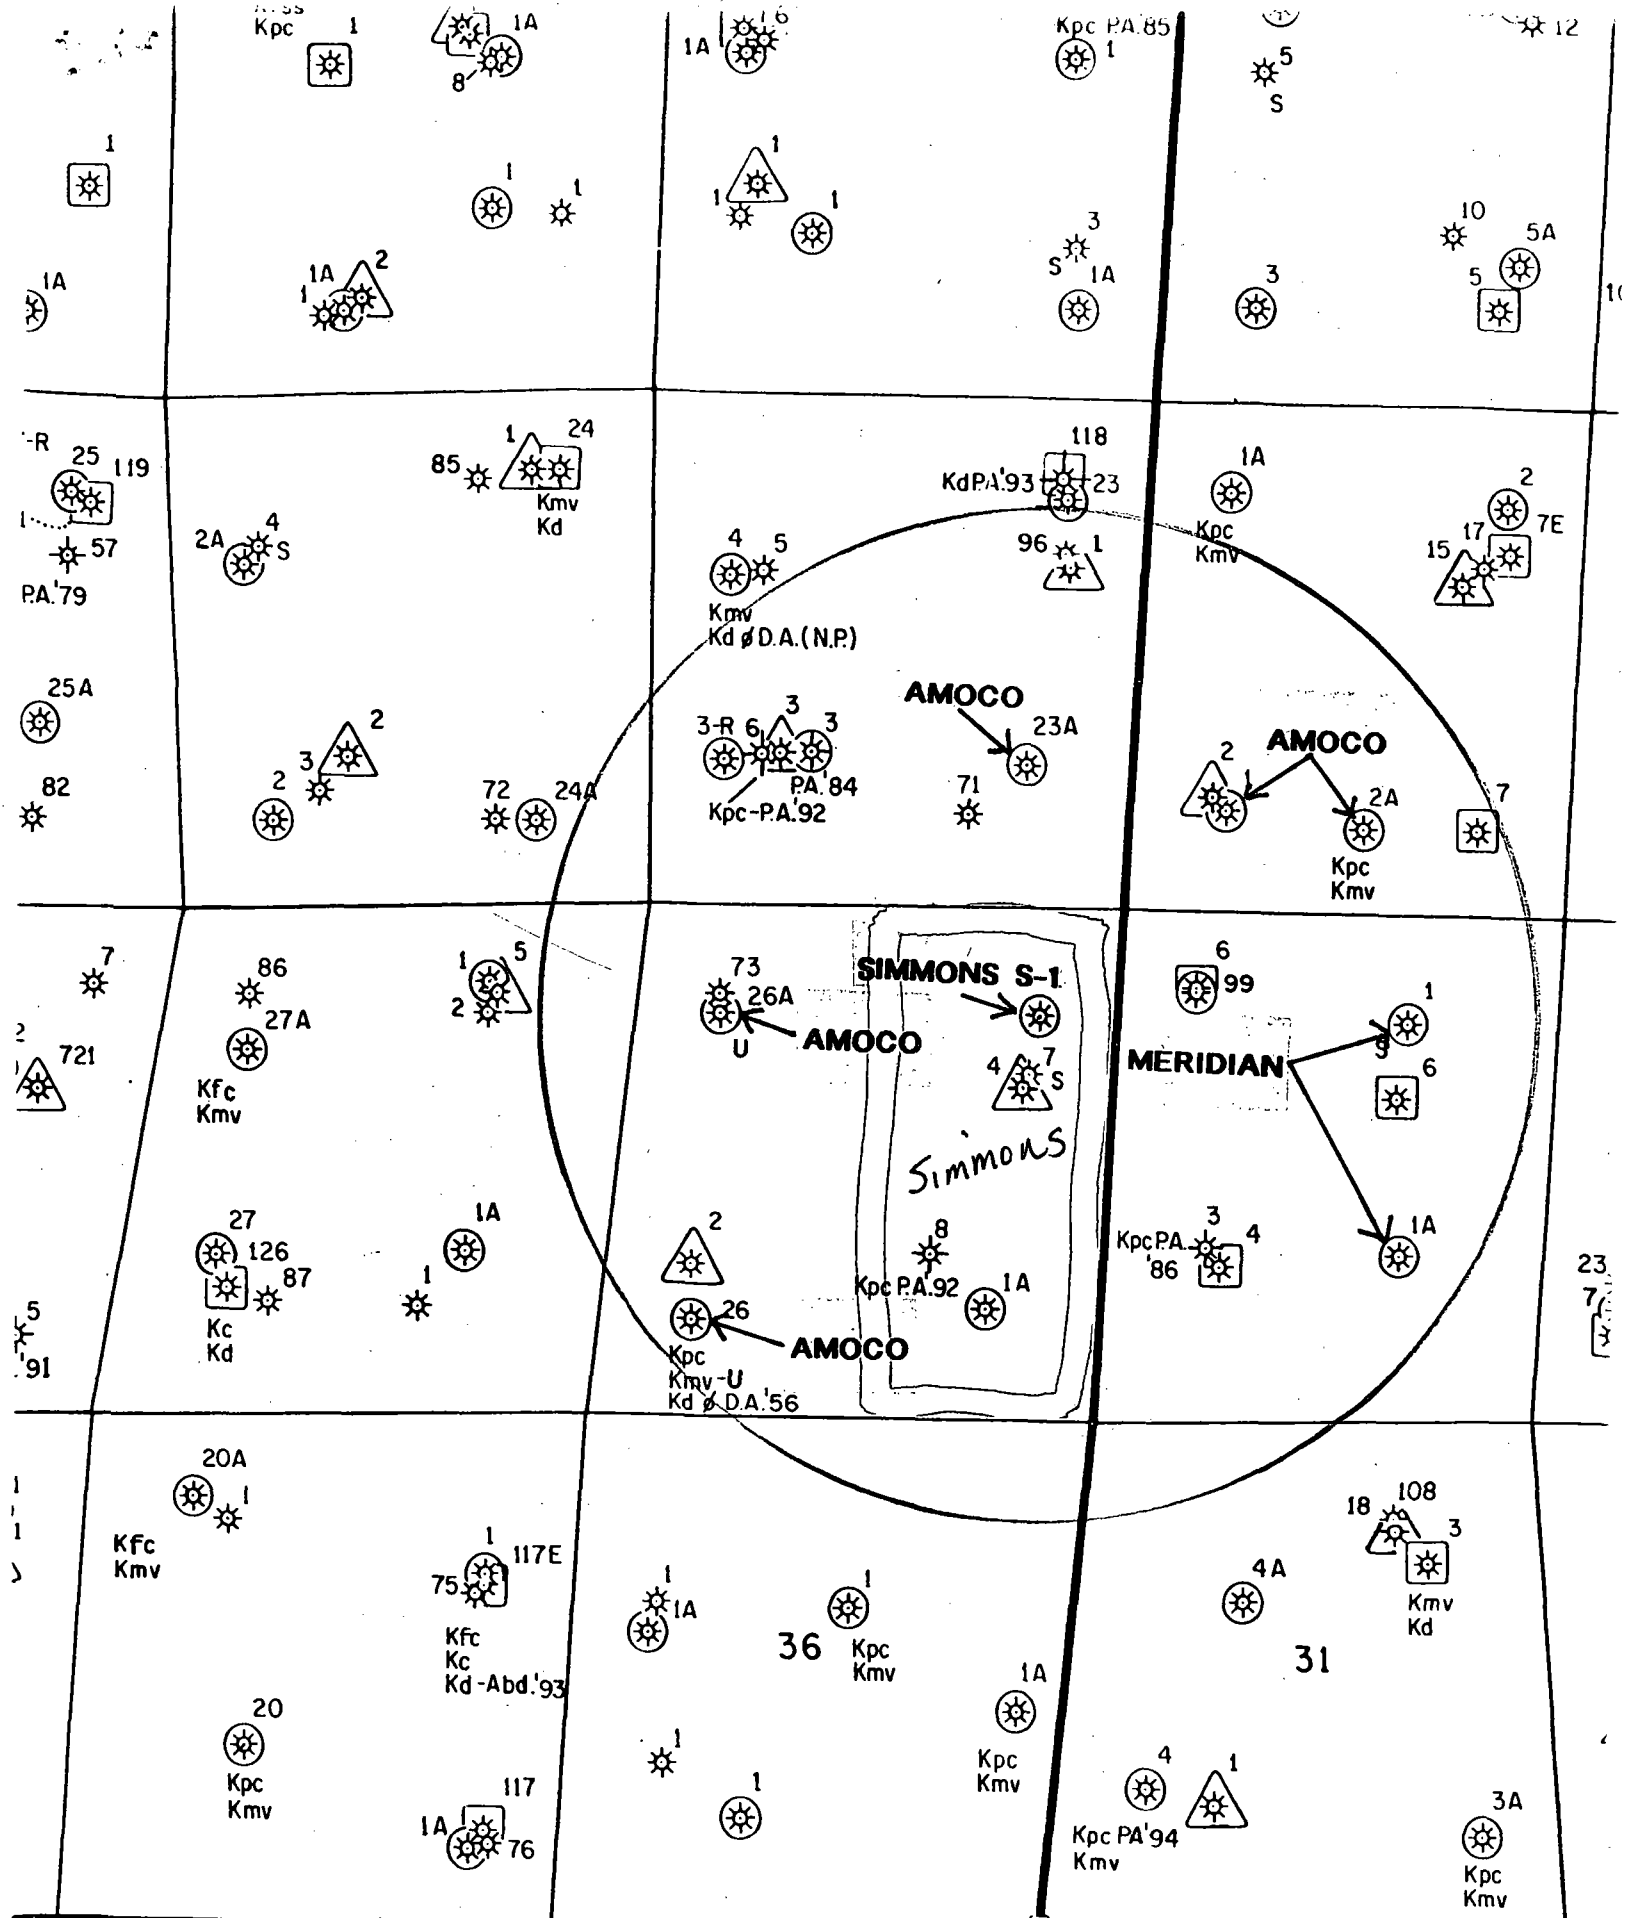 Kpc
1
1A
8
1A
6
Kpc P.A.'85
1
5
S
12
1
1
1
1
1
1
3
S
1A
10
5A
5
3
1A
1A
1
2
-R
25
119
57
P.A.'79
85
1
24
Kmv
Kd
2A
4
S
118
Kd P.A.'93
23
96
1
1A
Kpc
Kmv
2
7E
17
15
4
5
Kmv
Kd ø D.A.(N.P.)
25A
82
2
3
2
72
24A
3-R
6
3
3
P.A.'84
Kpc-P.A.'92
AMOCO
23A
71
AMOCO
2
1
2A
Kpc
Kmv
7
7
86
27A
Kfc
Kmv
721
1
5
2
73
26A
U
AMOCO
SIMMONS S-1
4
7
S
Simmons
6
99
MERIDIAN
1
S
6
27
126
87
Kc
Kd
1A
1
2
26
AMOCO
Kpc
Kmv-U
Kd ø D.A.'56
8
Kpc P.A.'92
1A
Kpc P.A.
'86
3
4
1A
23
7
5
'91
20A
1
Kfc
Kmv
1
117E
75
Kfc
Kc
Kd-Abd.'93
1
1A
1
36
Kpc
Kmv
1A
Kpc
Kmv
4A
31
18
108
3
Kmv
Kd
20
Kpc
Kmv
117
1A
76
1
1
4
Kpc PA'94
Kmv
1
3A
Kpc
Kmv